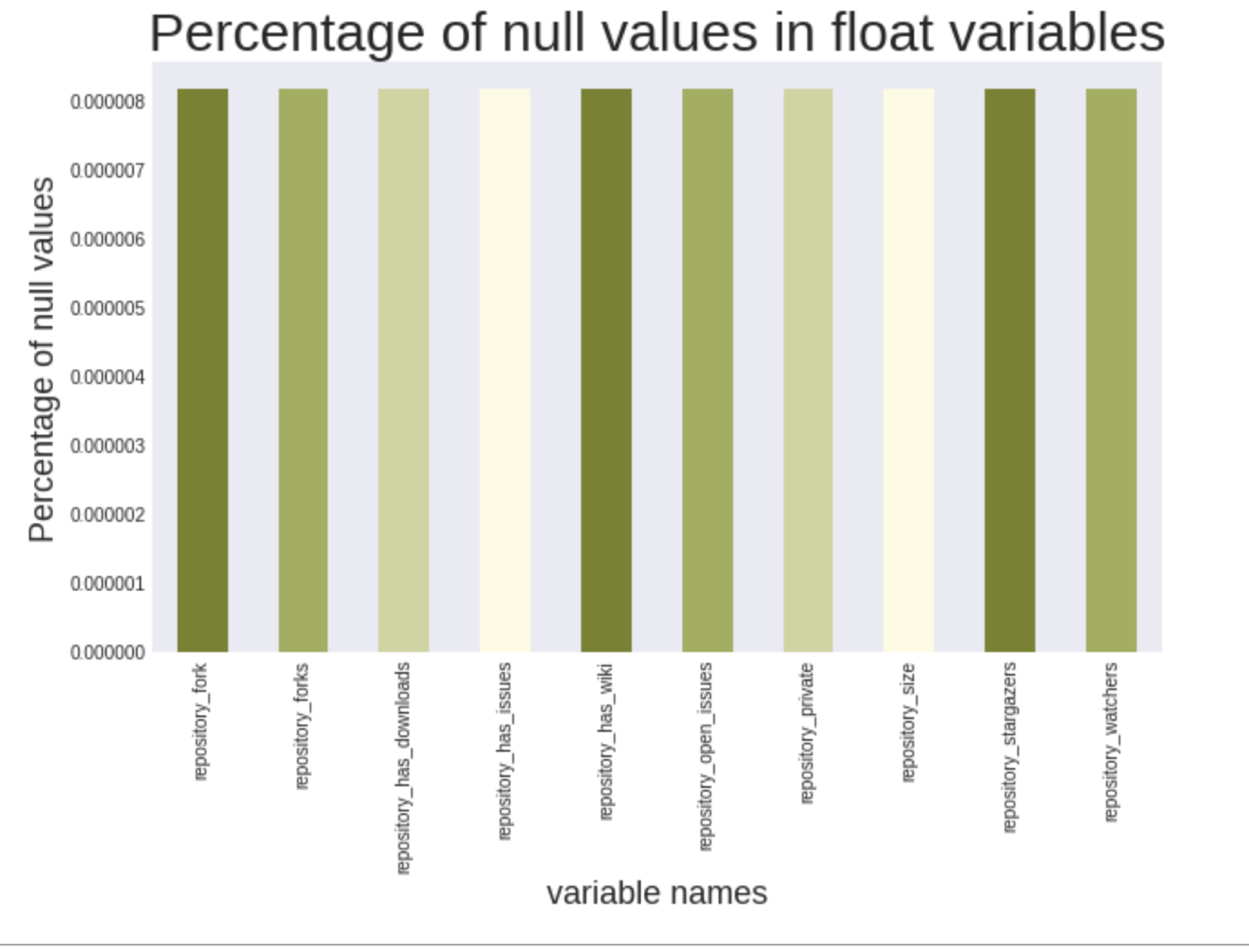 Percentage of null values in float variables
Percentage of null values
0.000008
0.000007
0.000006
0.000005
0.000004
0.000003
0.000002
0.000001
0.000000
repository_fork
repository_forks
repository_has_downloads
repository_has_issues
repository_has_wiki
repository_open_issues
repository_private
repository_size
repository_stargazers
repository_watchers
variable names